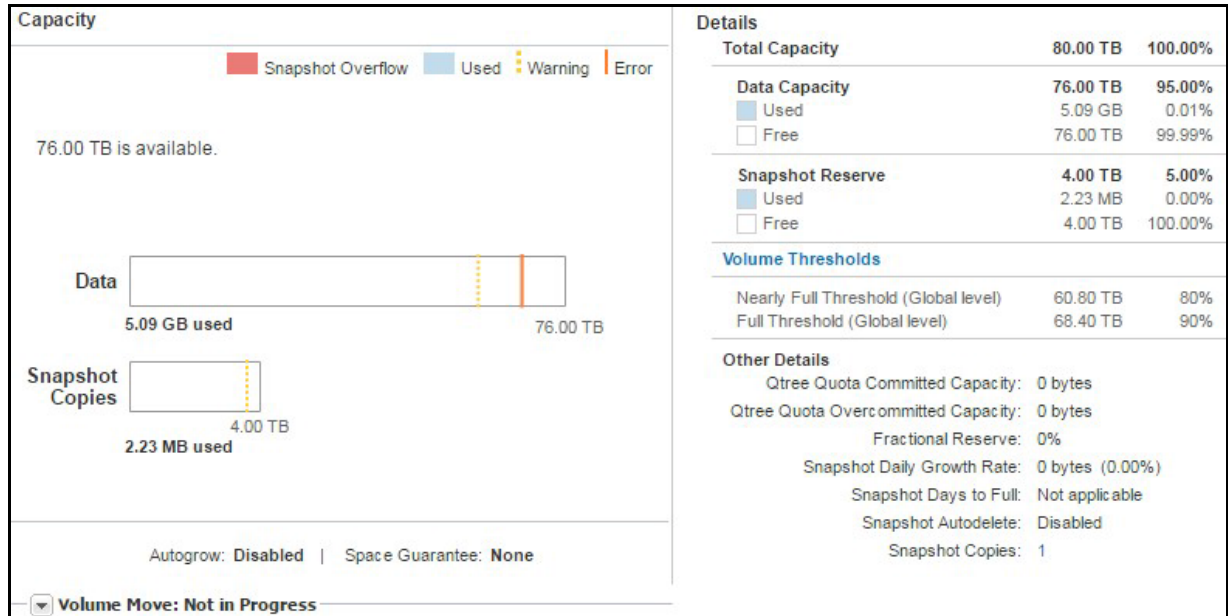 Capacity
Snapshot Overflow Used Warning Error
76.00 TB is available.
Data
5.09 GB used
76.00 TB
Snapshot
Copies
4.00 TB
2.23 MB used
Autogrow: Disabled | Space Guarantee: None
Volume Move: Not in Progress
Details
Total Capacity 80.00 TB 100.00%
Data Capacity 76.00 TB 95.00%
Used 5.09 GB 0.01%
Free 76.00 TB 99.99%
Snapshot Reserve 4.00 TB 5.00%
Used 2.23 MB 0.00%
Free 4.00 TB 100.00%
Volume Thresholds
Nearly Full Threshold (Global level) 60.80 TB 80%
Full Threshold (Global level) 68.40 TB 90%
Other Details
Qtree Quota Committed Capacity: 0 bytes
Qtree Quota Overcommitted Capacity: 0 bytes
Fractional Reserve: 0%
Snapshot Daily Growth Rate: 0 bytes (0.00%)
Snapshot Days to Full: Not applicable
Snapshot Autodelete: Disabled
Snapshot Copies: 1